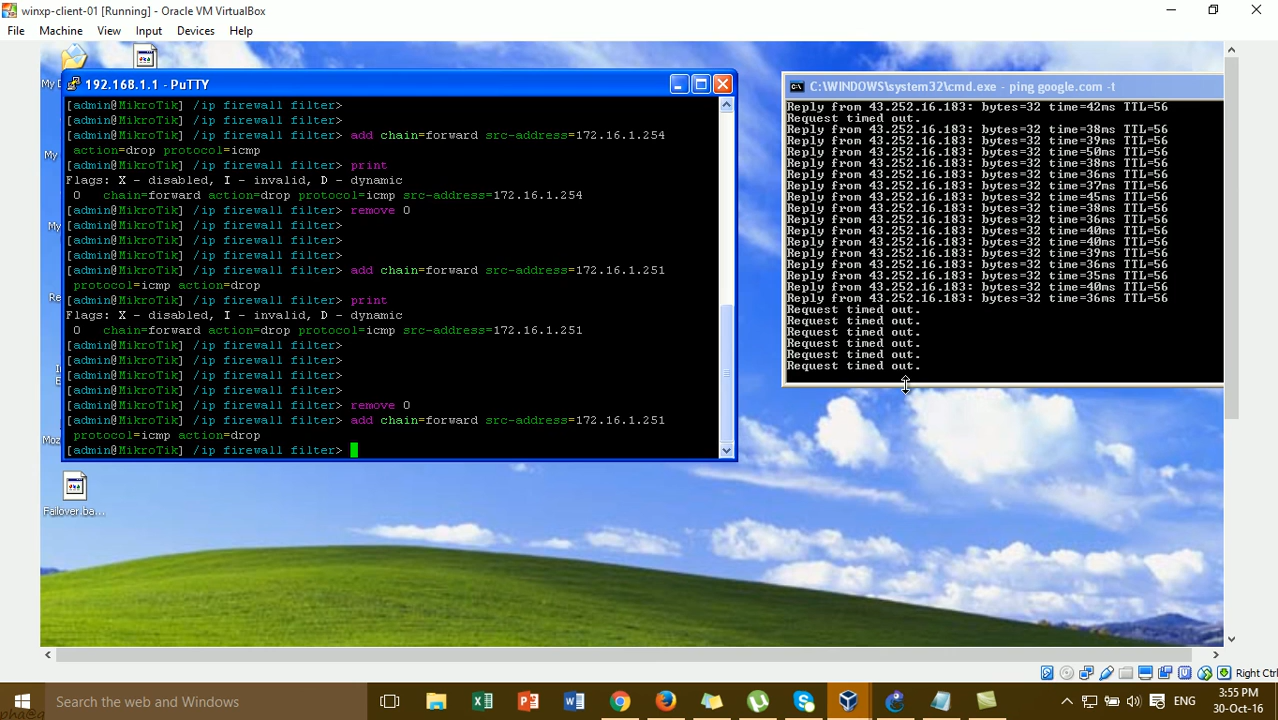 winxp-client-01 [Running] - Oracle VM VirtualBox
File Machine View Input Devices Help
192.168.1.1 - PuTTY
[admin@MikroTik] /ip firewall filter>
[admin@MikroTik] /ip firewall filter>
[admin@MikroTik] /ip firewall filter> add chain=forward src-address=172.16.1.254
action=drop protocol=icmp
[admin@MikroTik] /ip firewall filter> print
Flags: X - disabled, I - invalid, D - dynamic
0 chain=forward action=drop protocol=icmp src-address=172.16.1.254
[admin@MikroTik] /ip firewall filter> remove 0
[admin@MikroTik] /ip firewall filter>
[admin@MikroTik] /ip firewall filter>
[admin@MikroTik] /ip firewall filter>
[admin@MikroTik] /ip firewall filter> add chain=forward src-address=172.16.1.251
protocol=icmp action=drop
[admin@MikroTik] /ip firewall filter> print
Flags: X - disabled, I - invalid, D - dynamic
0 chain=forward action=drop protocol=icmp src-address=172.16.1.251
[admin@MikroTik] /ip firewall filter>
[admin@MikroTik] /ip firewall filter>
[admin@MikroTik] /ip firewall filter>
[admin@MikroTik] /ip firewall filter>
[admin@MikroTik] /ip firewall filter> remove 0
[admin@MikroTik] /ip firewall filter> add chain=forward src-address=172.16.1.251
protocol=icmp action=drop
[admin@MikroTik] /ip firewall filter>
C:\WINDOWS\system32\cmd.exe - ping google.com -t
Reply from 43.252.16.183: bytes=32 time=42ms TTL=56
Request timed out.
Reply from 43.252.16.183: bytes=32 time=38ms TTL=56
Reply from 43.252.16.183: bytes=32 time=39ms TTL=56
Reply from 43.252.16.183: bytes=32 time=50ms TTL=56
Reply from 43.252.16.183: bytes=32 time=38ms TTL=56
Reply from 43.252.16.183: bytes=32 time=36ms TTL=56
Reply from 43.252.16.183: bytes=32 time=37ms TTL=56
Reply from 43.252.16.183: bytes=32 time=45ms TTL=56
Reply from 43.252.16.183: bytes=32 time=38ms TTL=56
Reply from 43.252.16.183: bytes=32 time=36ms TTL=56
Reply from 43.252.16.183: bytes=32 time=40ms TTL=56
Reply from 43.252.16.183: bytes=32 time=40ms TTL=56
Reply from 43.252.16.183: bytes=32 time=39ms TTL=56
Reply from 43.252.16.183: bytes=32 time=36ms TTL=56
Reply from 43.252.16.183: bytes=32 time=35ms TTL=56
Reply from 43.252.16.183: bytes=32 time=40ms TTL=56
Reply from 43.252.16.183: bytes=32 time=36ms TTL=56
Request timed out.
Request timed out.
Request timed out.
Request timed out.
Request timed out.
Request timed out.
My
My
Failover.ba...
Right Ctrl
Search the web and Windows
ENG
3:55 PM
30-Oct-16